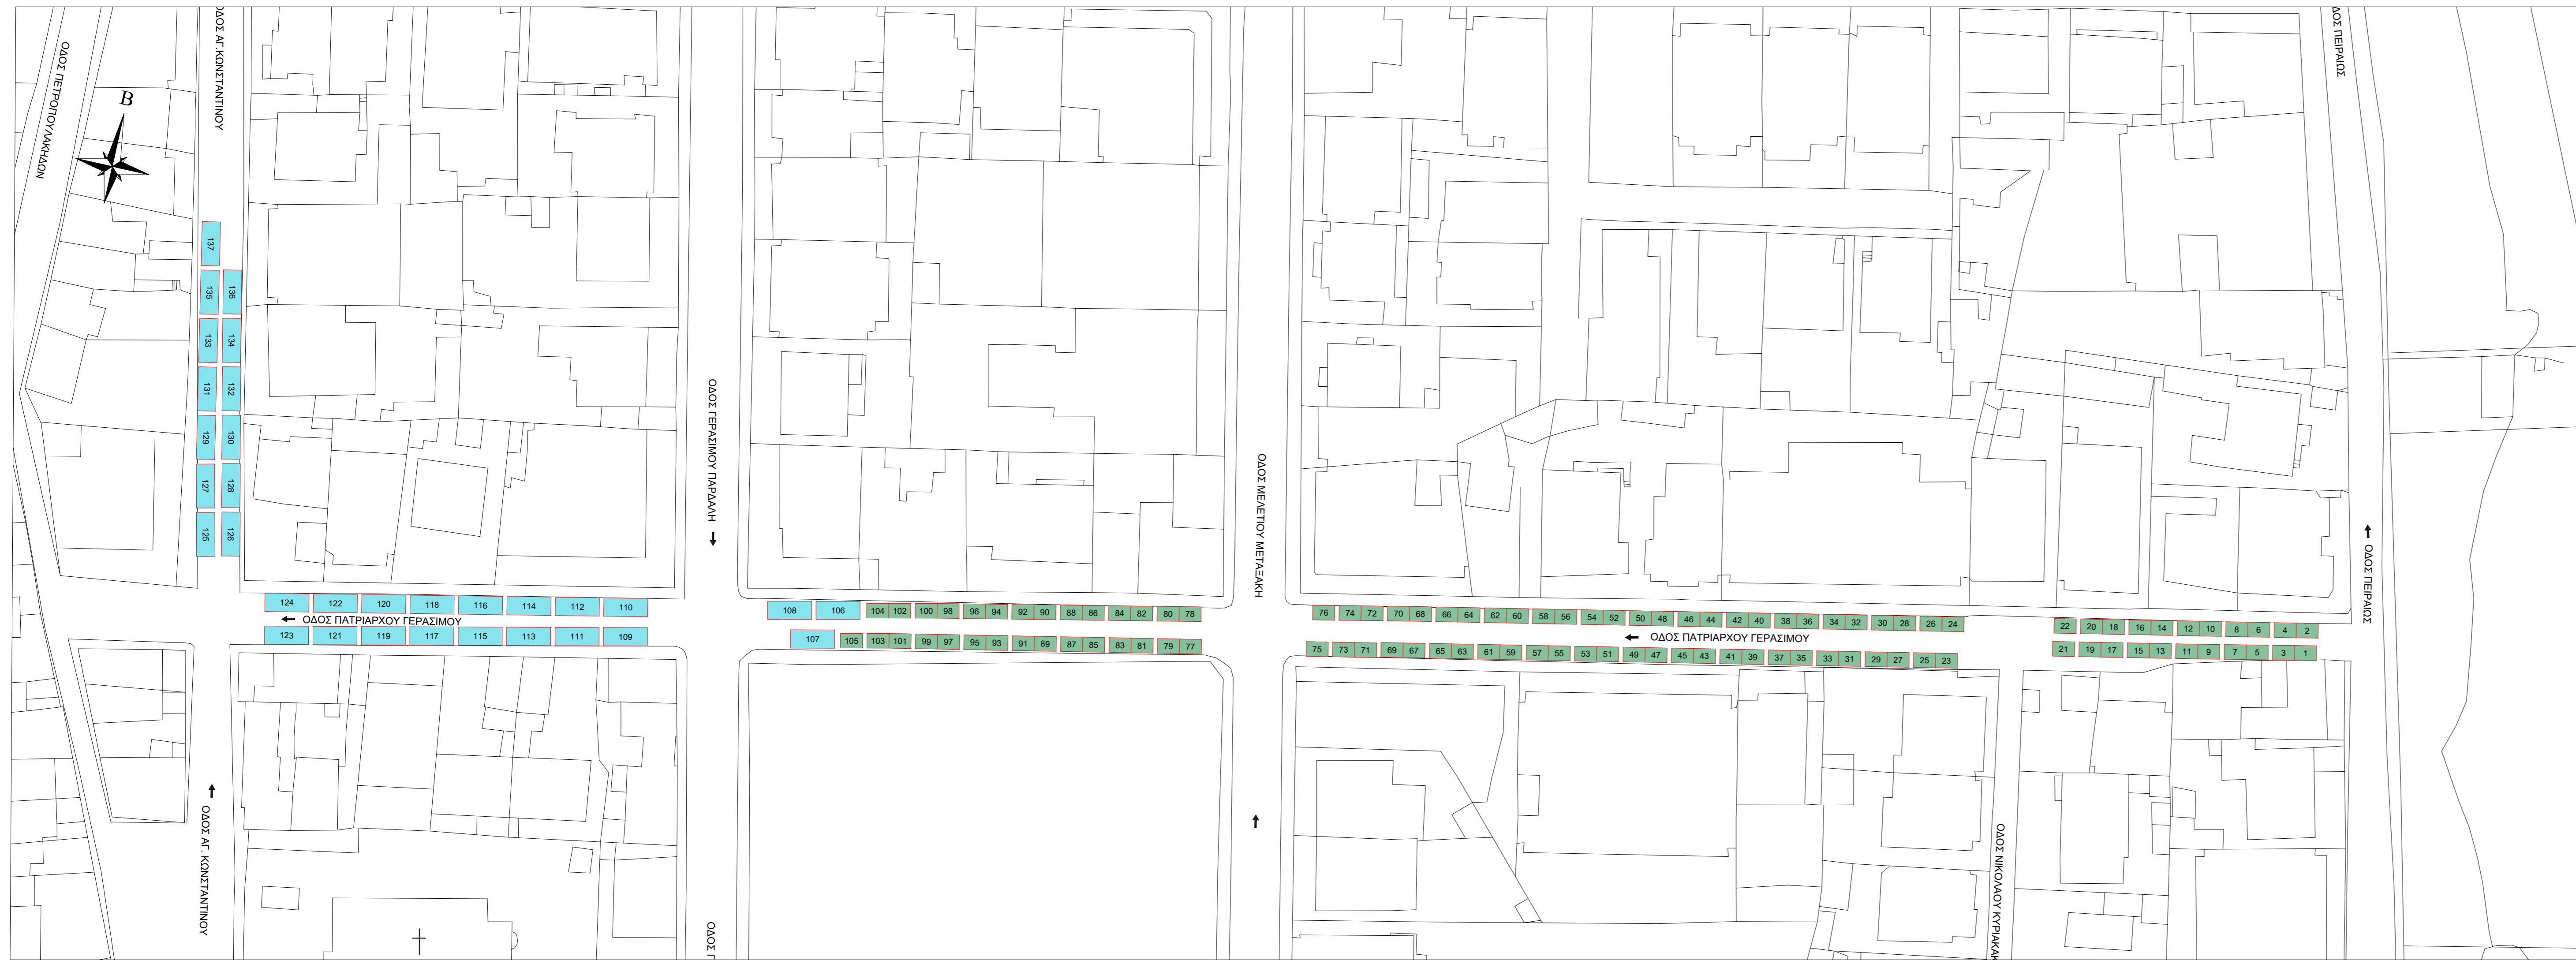 ΟΔΟΣ ΠΕΤΡΟΠΟΥΛΑΚΗΔΩΝ
ΟΔΟΣ ΑΓ.ΚΩΝΣΤΑΝΤΙΝΟΥ
ΔΟΣ ΠΕΙΡΑΙΩΣ
B
137
135 136
133 134
131 132
129 130
127 128
125 126
ΟΔΟΣ ΓΕΡΑΣΙΜΟΥ ΠΑΡΔΑΛΗ
ΟΔΟΣ ΜΕΛΕΤΙΟΥ ΜΕΤΑΞΑΚΗ
ΟΔΟΣ ΠΕΙΡΑΙΩΣ
124 122 120 118 116 114 112 110 108 106 104 102 100 98 96 94 92 90 88 86 84 82 80 78 76 74 72 70 68 66 64 62 60 58 56 54 52 50 48 46 44 42 40 38 36 34 32 30 28 26 24 22 20 18 16 14 12 10 8 6 4 2
ΟΔΟΣ ΠΑΤΡΙΑΡΧΟΥ ΓΕΡΑΣΙΜΟΥ
ΟΔΟΣ ΠΑΤΡΙΑΡΧΟΥ ΓΕΡΑΣΙΜΟΥ
123 121 119 117 115 113 111 109 107 105 103 101 99 97 95 93 91 89 87 85 83 81 79 77 75 73 71 69 67 65 63 61 59 57 55 53 51 49 47 45 43 41 39 37 35 33 31 29 27 25 23 21 19 17 15 13 11 9 7 5 3 1
ΟΔΟΣ ΑΓ. ΚΩΝΣΤΑΝΤΙΝΟΥ
ΟΔΟΣ Γ
ΟΔΟΣ ΝΙΚΟΛΑΟΥ ΚΥΡΙΑΚΑΚ